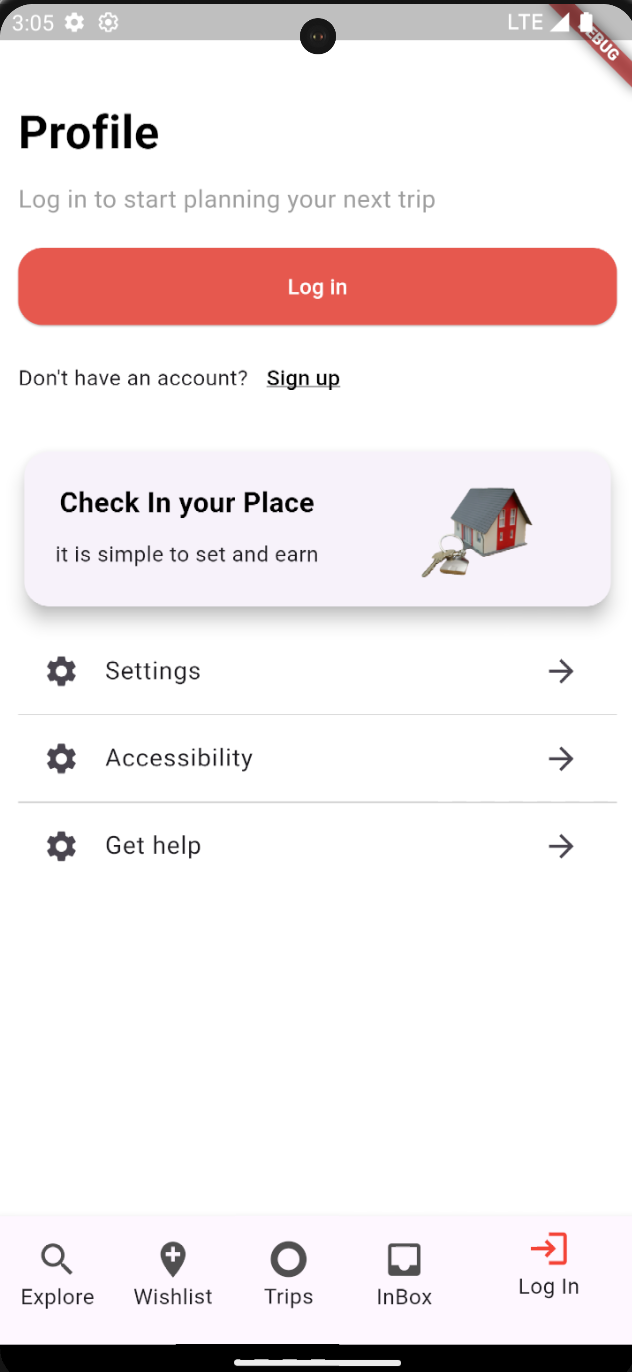 3:05 LTE
DEBUG
Profile
Log in to start planning your next trip
Log in
Don't have an account? Sign up
Check In your Place
it is simple to set and earn
Settings
Accessibility
Get help
Explore Wishlist Trips InBox Log In